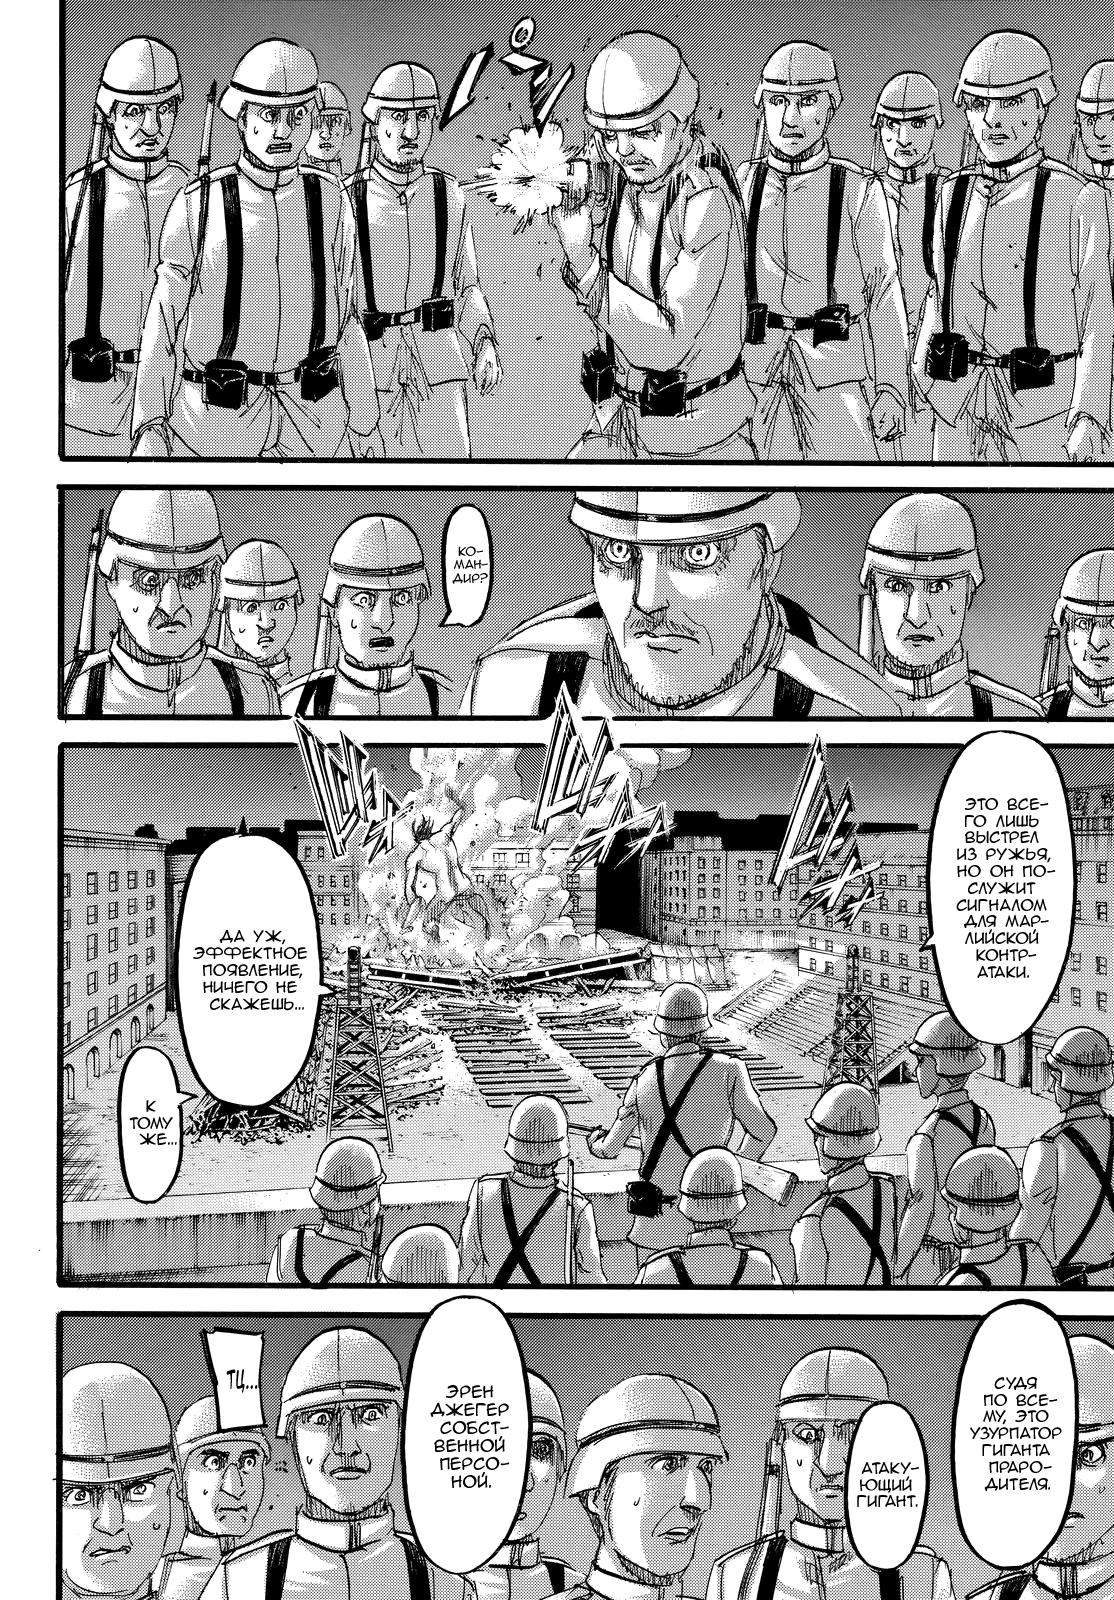 КО-
МАН-
ДИР?
ЭТО ВСЕ-
ГО ЛИШЬ
ВЫСТРЕЛ
ИЗ РУЖЬЯ,
НО ОН ПО-
СЛУЖИТ
СИГНАЛОМ
ДЛЯ МАР-
ЛИЙСКОЙ
КОНТР-
АТАКИ.
ДА УЖ,
ЭФФЕКТНОЕ
ПОЯВЛЕНИЕ,
НИЧЕГО НЕ
СКАЖЕШЬ...
К
ТОМУ
ЖЕ...
СУДЯ
ПО ВСЕ-
МУ, ЭТО
УЗУРПАТОР
ГИГАНТА
ПРАРО-
ДИТЕЛЯ.
АТАКУ-
ЮЩИЙ
ГИГАНТ.
ЭРЕН
ДЖЕГЕР
СОБСТ-
ВЕННОЙ
ПЕРСО-
НОЙ.
ТЦ...